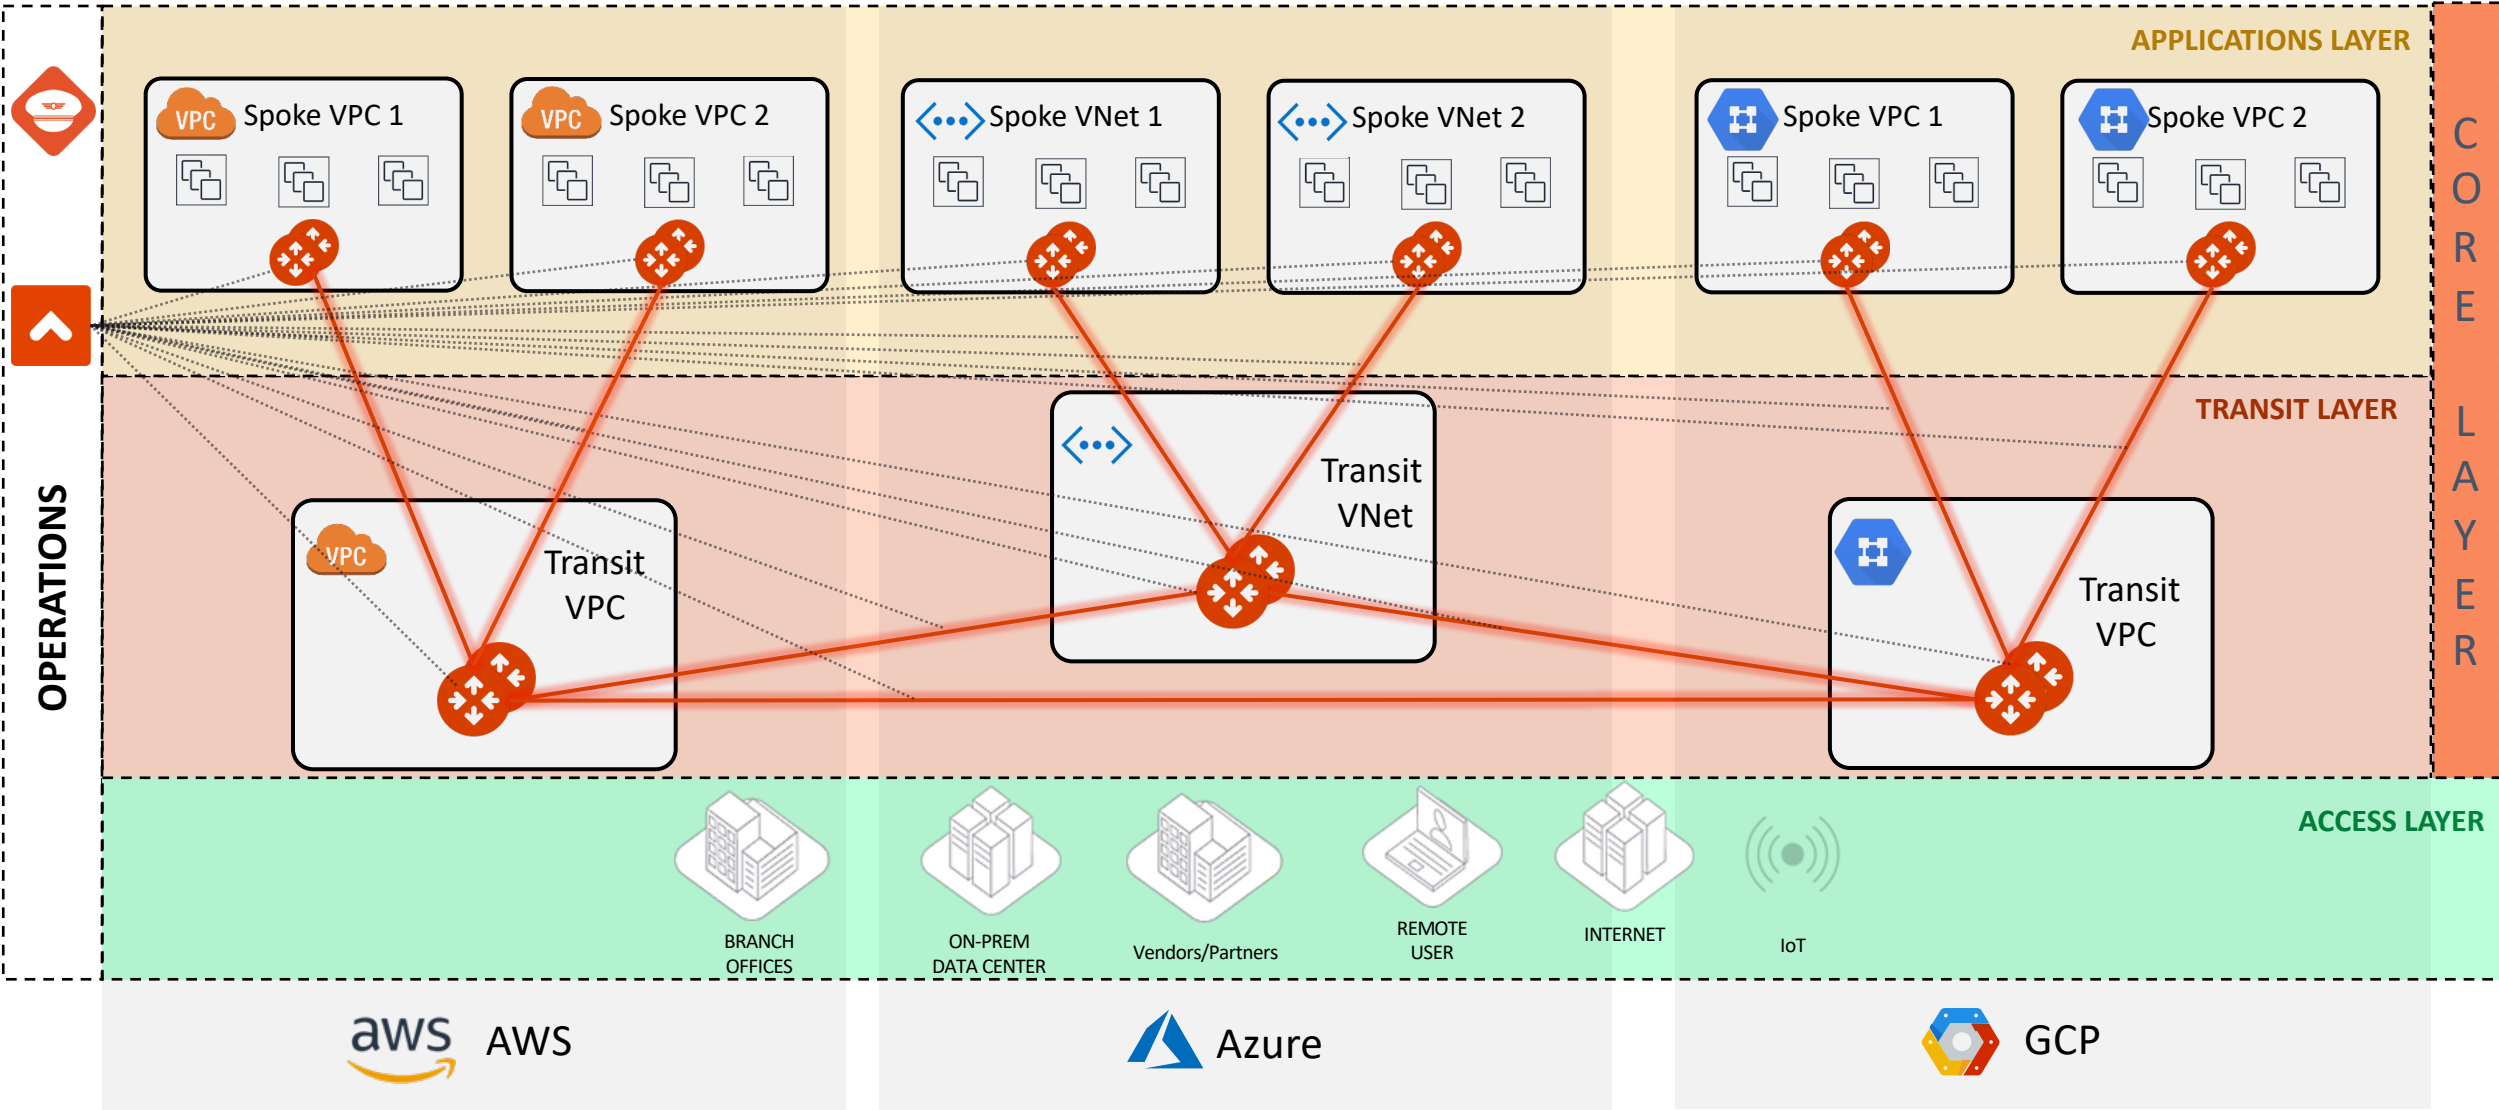 APPLICATIONS LAYER
VPC
Spoke VPC 1
VPC
Spoke VPC 2
Spoke VNet 1
Spoke VNet 2
Spoke VPC 1
Spoke VPC 2
CORE LAYER
OPERATIONS
TRANSIT LAYER
Transit
VNet
VPC
Transit
VPC
Transit
VPC
ACCESS LAYER
BRANCH
OFFICES
ON-PREM
DATA CENTER
Vendors/Partners
REMOTE
USER
INTERNET
IoT
aws
AWS
Azure
GCP